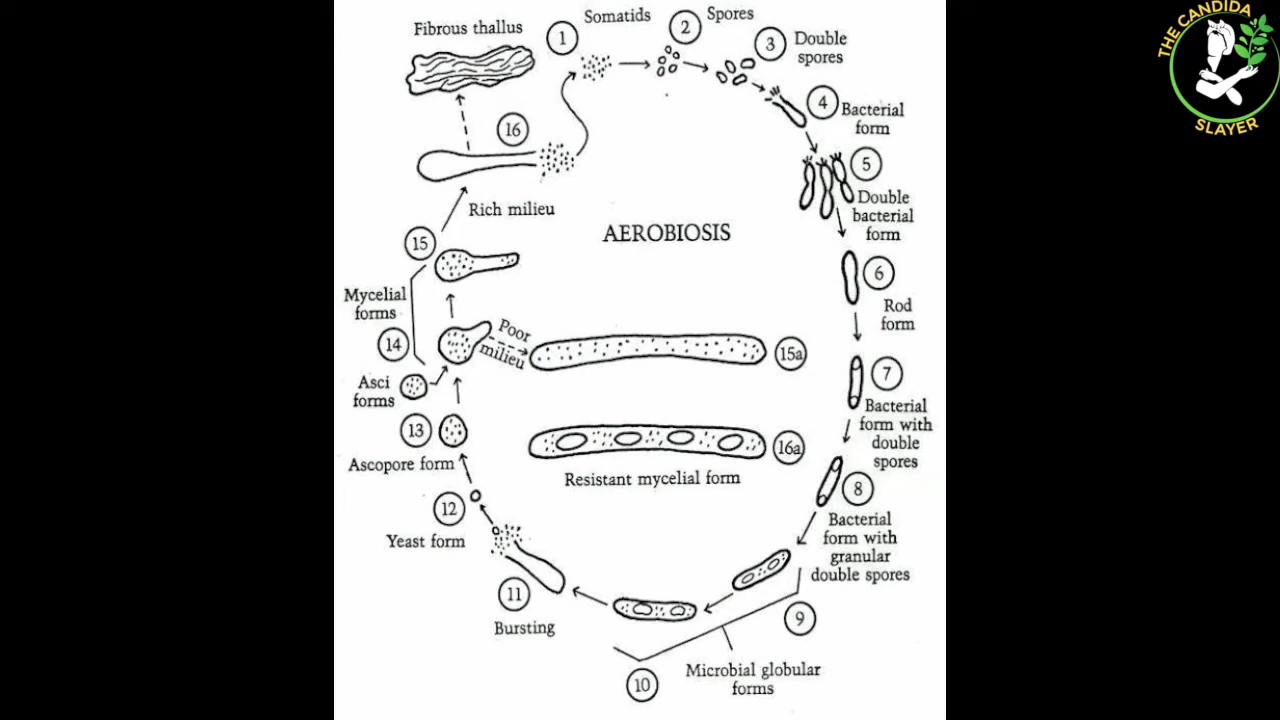 Fibrous thallus
1
Somatids
2
Spores
3
Double
spores
4
Bacterial
form
5
Double
bacterial
form
6
Rod
form
7
Bacterial
form with
double
spores
8
Bacterial
form with
granular
double spores
9
Microbial globular
forms
10
11
Bursting
12
Yeast form
13
Ascopore form
Asci
forms
14
Mycelial
forms
15
Rich milieu
16
AEROBIOSIS
Poor
milieu
15a
16a
Resistant mycelial form
THE CANDIDA
SLAYER